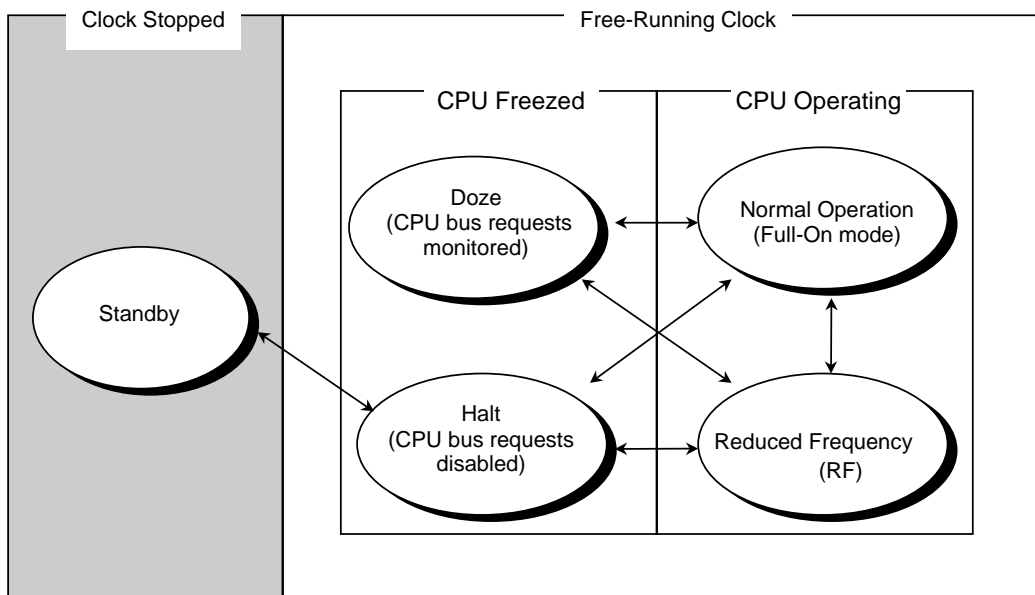 Clock Stopped
Free-Running Clock
CPU Freezed
CPU Operating
Doze
(CPU bus requests
monitored)
Normal Operation
(Full-On mode)
Standby
Halt
(CPU bus requests
disabled)
Reduced Frequency
(RF)